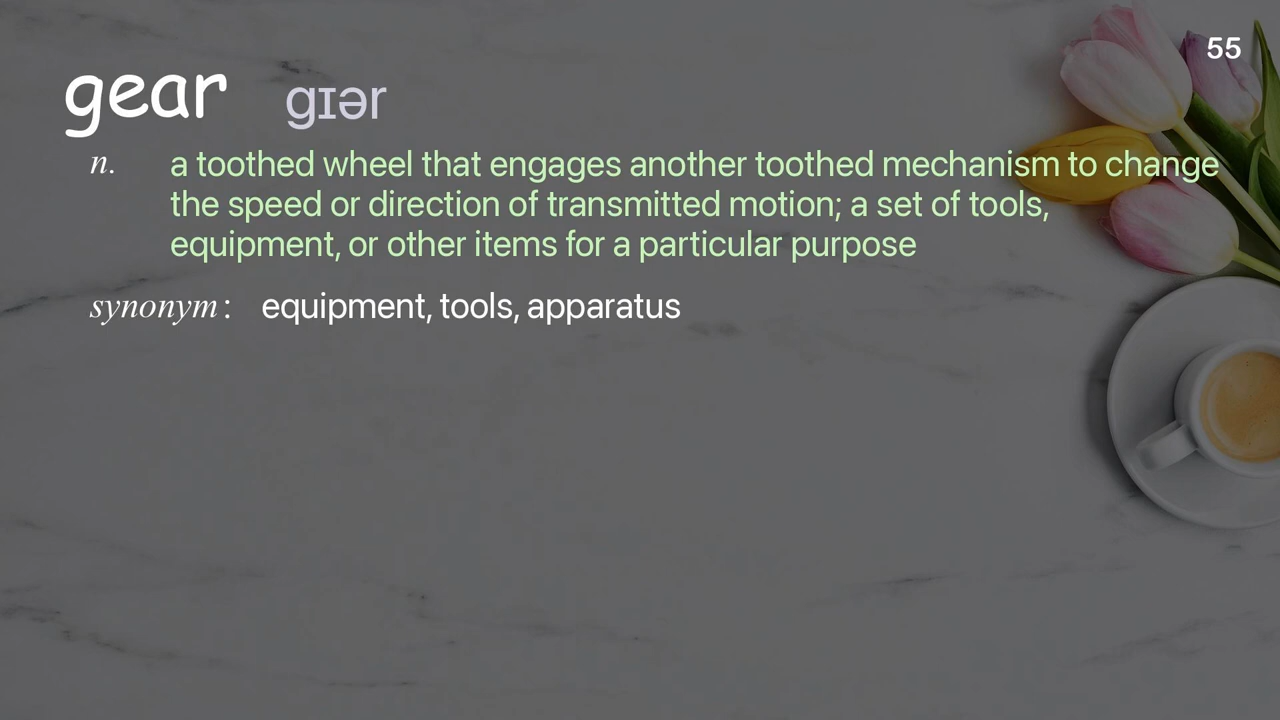 55
gear gɪər
n. a toothed wheel that engages another toothed mechanism to change
the speed or direction of transmitted motion; a set of tools,
equipment, or other items for a particular purpose
synonym : equipment, tools, apparatus